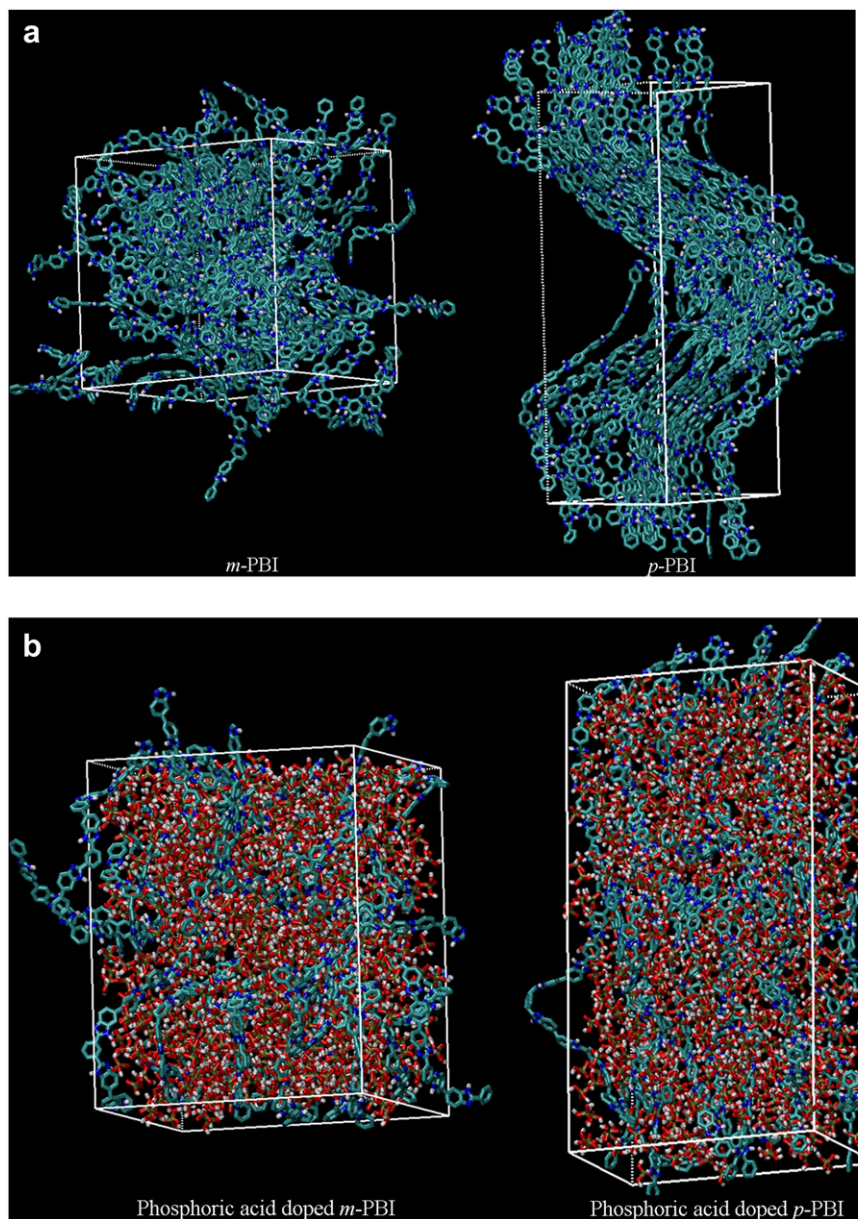 a
m-PBI
p-PBI
b
Phosphoric acid doped m-PBI
Phosphoric acid doped p-PBI